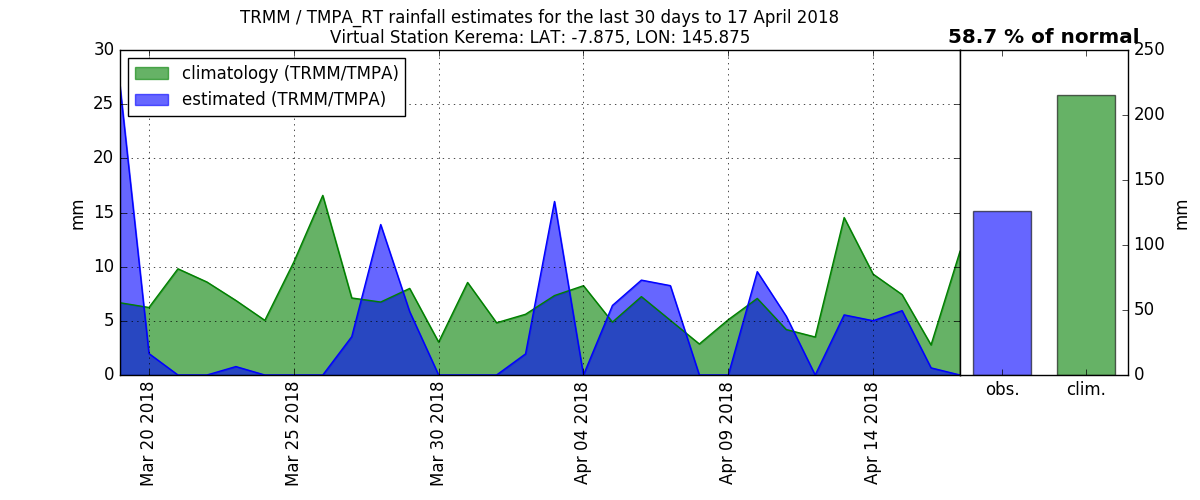 TRMM / TMPA_RT rainfall estimates for the last 30 days to 17 April 2018
Virtual Station Kerema: LAT: -7.875, LON: 145.875
58.7 % of normal
climatology (TRMM/TMPA)
estimated (TRMM/TMPA)
30
25
20
15
10
5
0
mm
Mar 20 2018
Mar 25 2018
Mar 30 2018
Apr 04 2018
Apr 09 2018
Apr 14 2018
obs.
clim.
250
200
150
100
50
0
mm